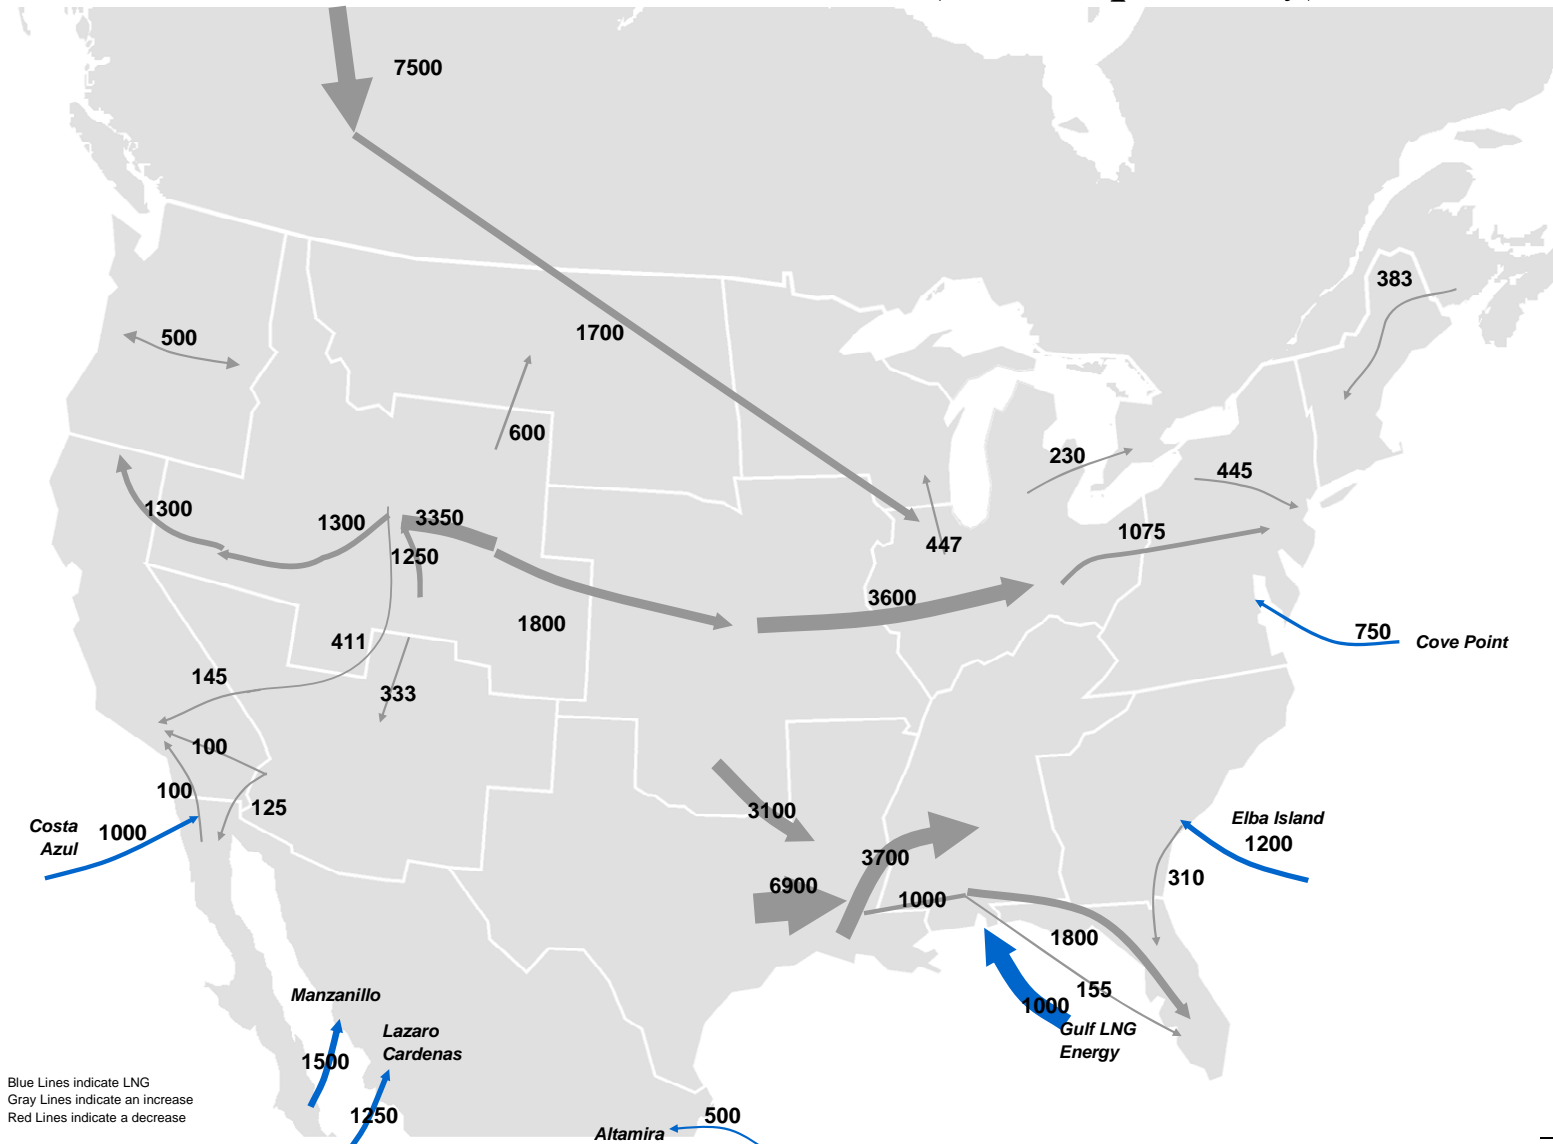 7500
383
500
1700
600
230
445
1300
1300
3350
1075
447
1250
3600
1800
750
411
Cove Point
145
333
100
100
125
3100
Costa
Azul
1000
Elba Island
1200
3700
310
6900
1000
1800
155
Manzanillo
1000
Gulf LNG
Energy
Lazaro
Cardenas
1500
Blue Lines indicate LNG
Gray Lines indicate an increase
Red Lines indicate a decrease
1250
500
Altamira